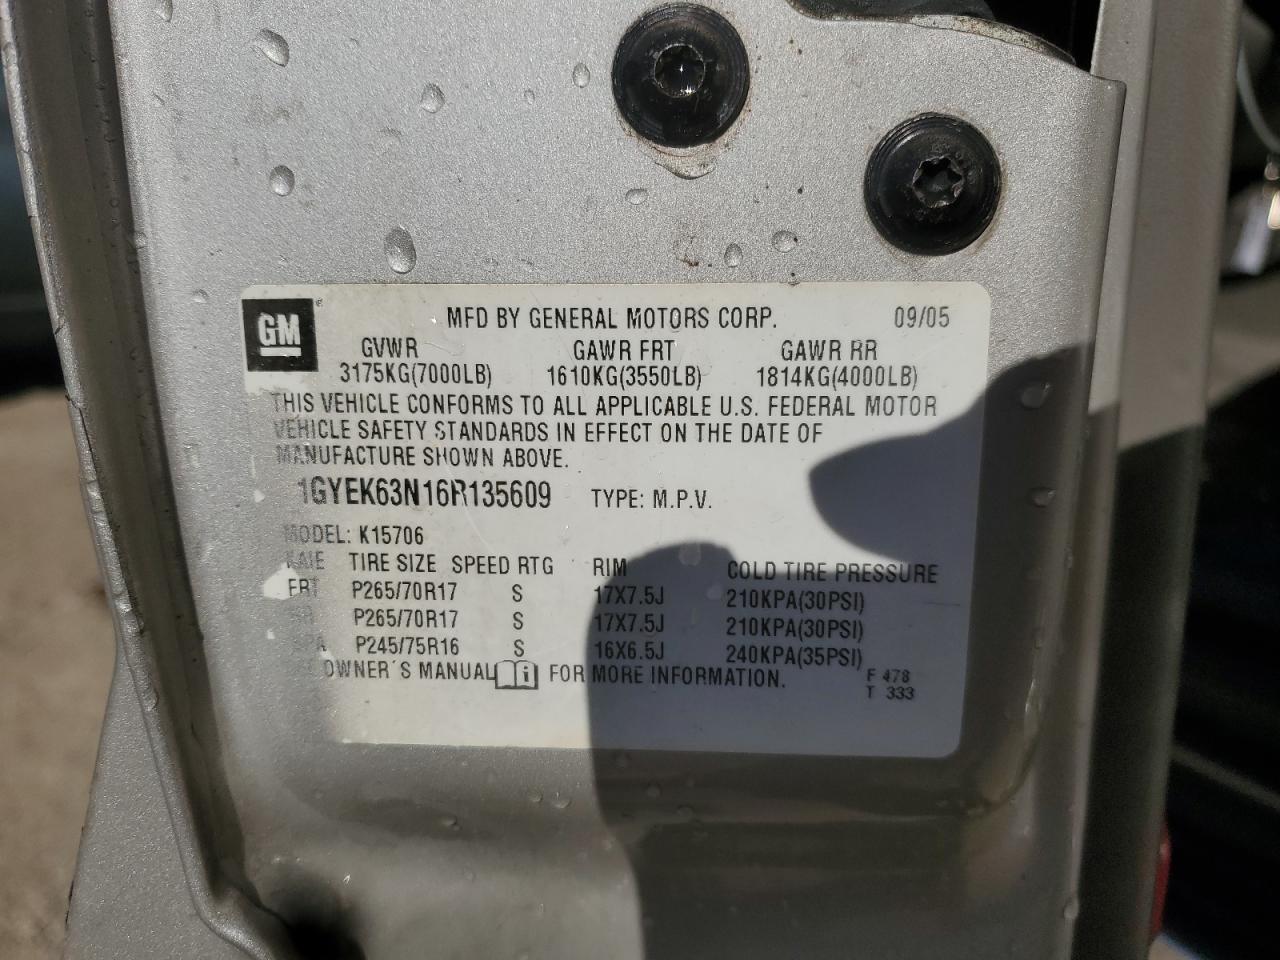 GM
MFD BY GENERAL MOTORS CORP. 09/05
GVWR GAWR FRT GAWR RR
3175KG(7000LB) 1610KG(3550LB) 1814KG(4000LB)
THIS VEHICLE CONFORMS TO ALL APPLICABLE U.S. FEDERAL MOTOR
VEHICLE SAFETY STANDARDS IN EFFECT ON THE DATE OF
MANUFACTURE SHOWN ABOVE.
1GYEK63N16R135609 TYPE: M.P.V.
MODEL: K15706
TIRE SIZE SPEED RTG RIM COLD TIRE PRESSURE
FRT P265/70R17 S 17X7.5J 210KPA(30PSI)
P265/70R17 S 17X7.5J 210KPA(30PSI)
P245/75R16 S 16X6.5J 240KPA(35PSI)
OWNER'S MANUAL FOR MORE INFORMATION. F 478
T 333